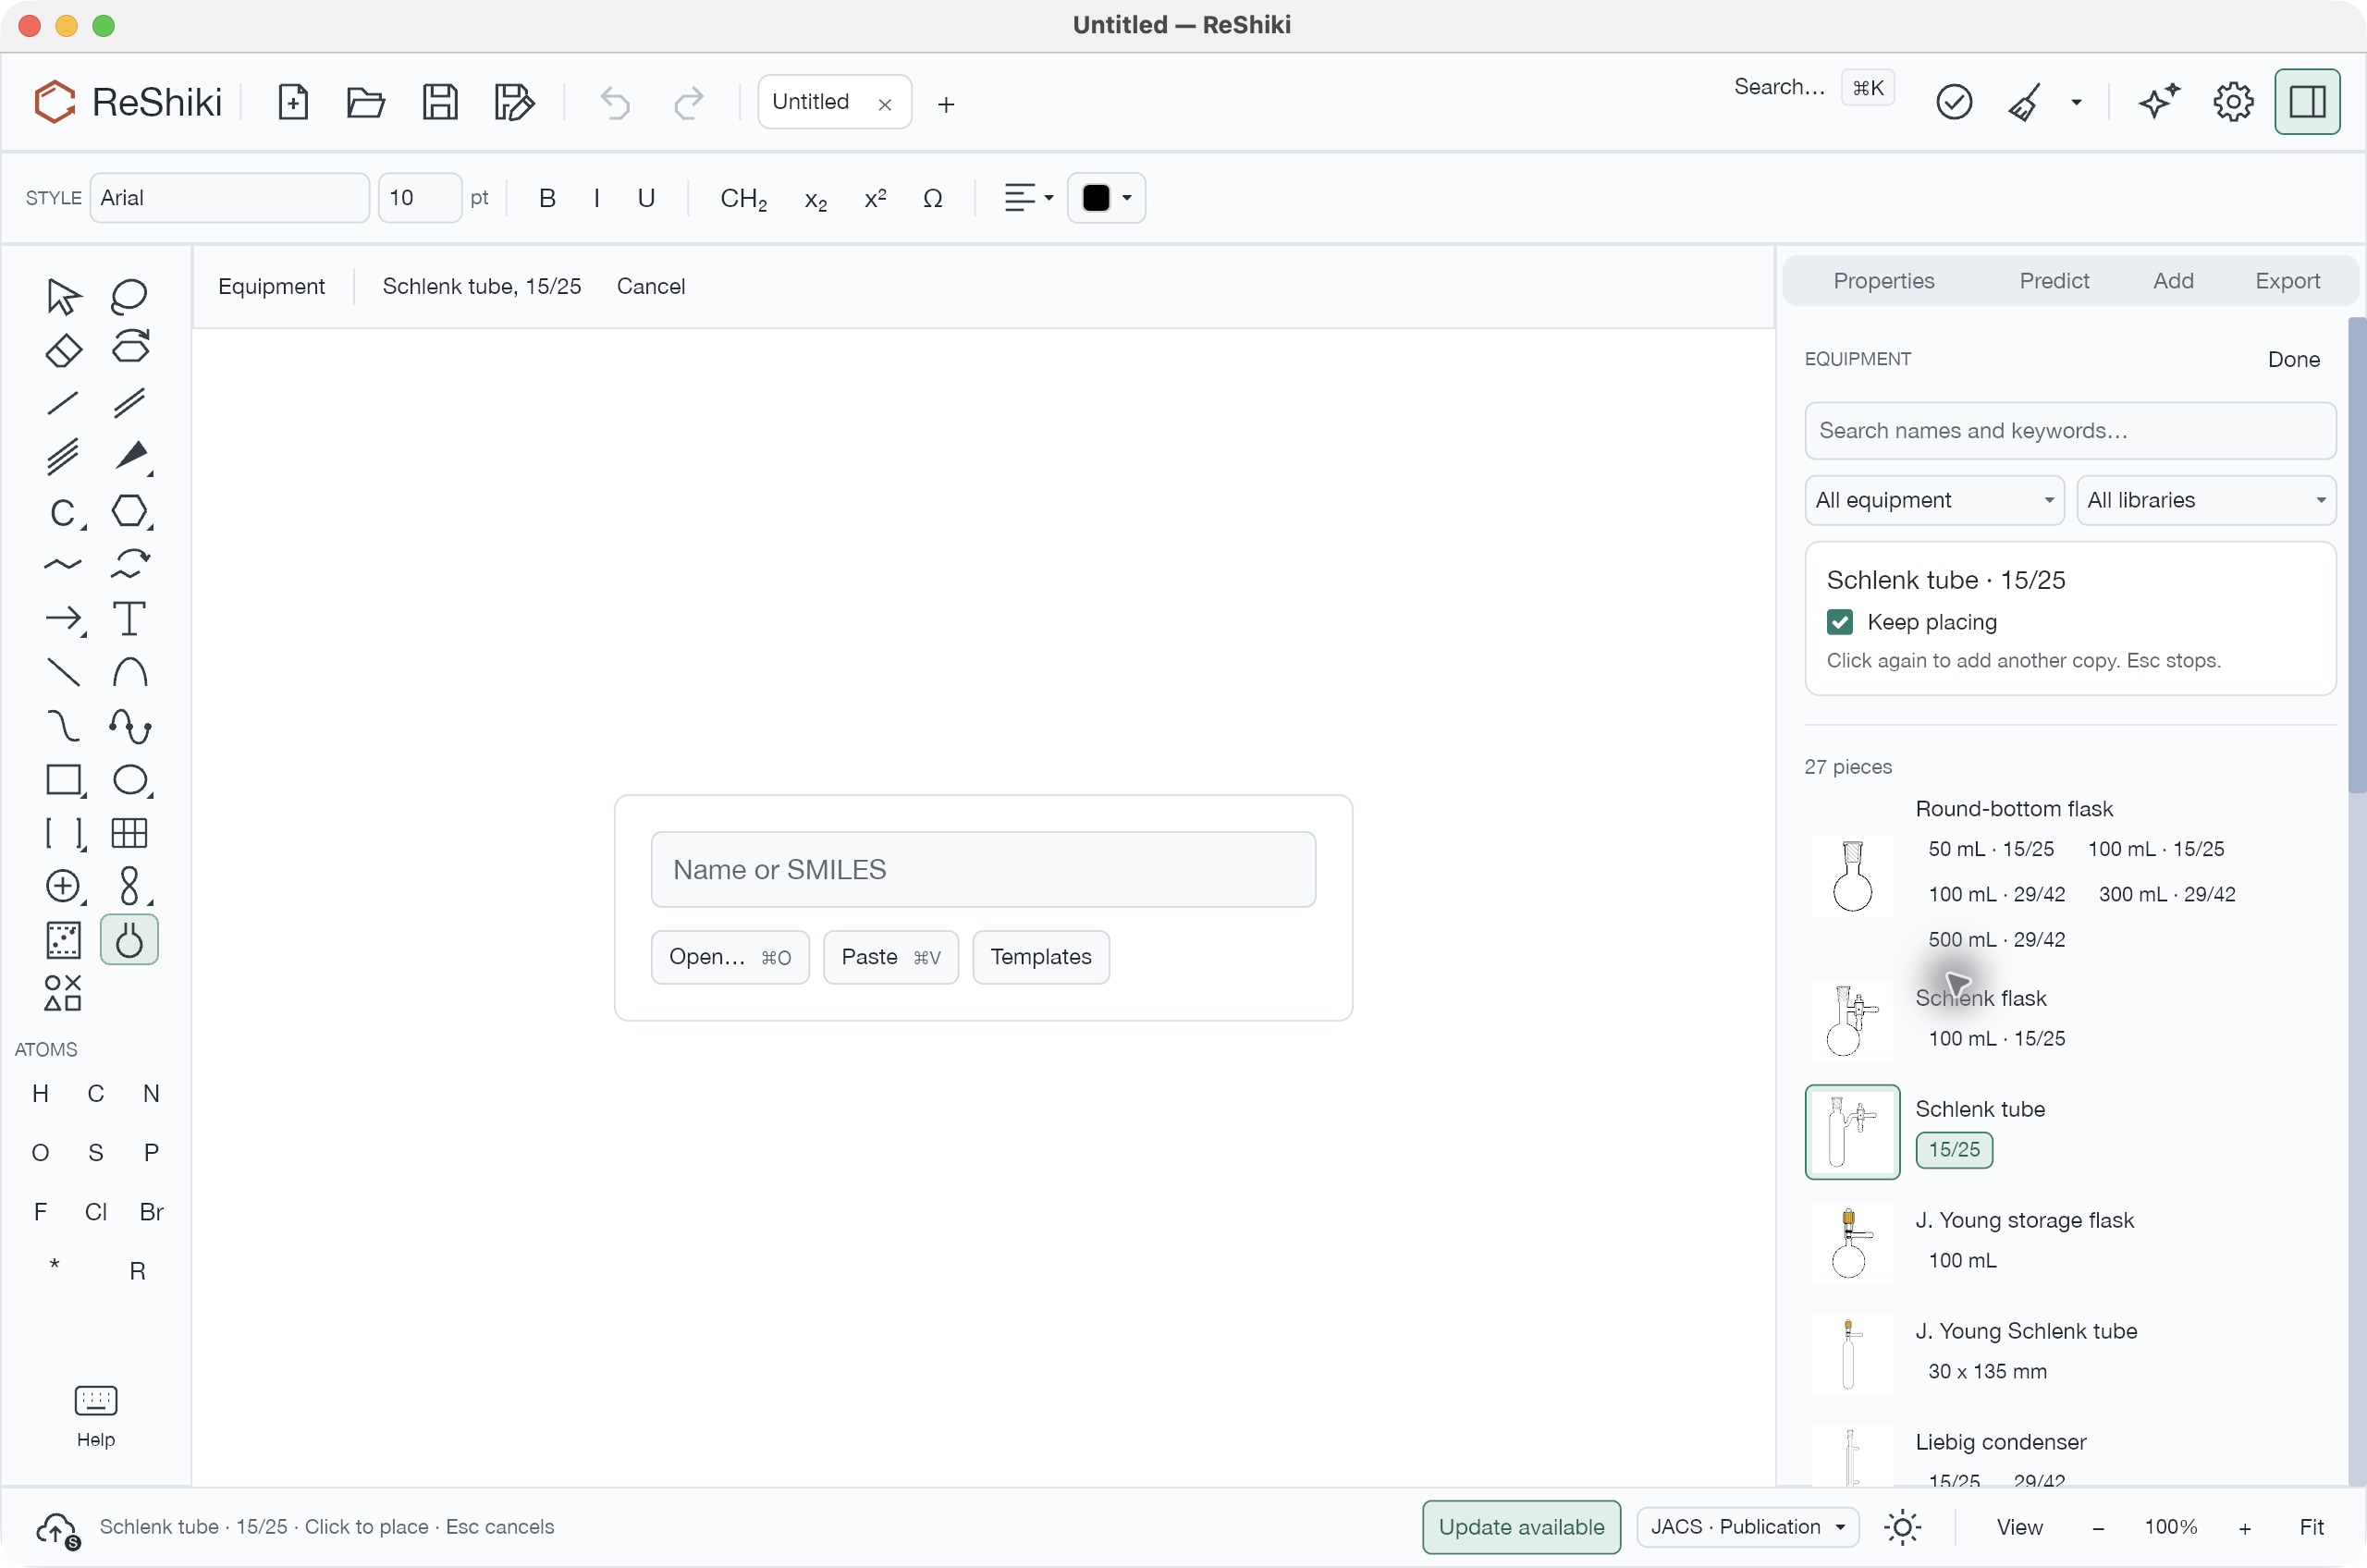 Untitled — ReShiki
ReShiki
Untitled × +
Search... ⌘K
STYLE Arial 10 pt B I U CH₂ x₂ x² Ω
Equipment Schlenk tube, 15/25 Cancel
Properties Predict Add Export
EQUIPMENT Done
Search names and keywords...
All equipment All libraries
Schlenk tube · 15/25
Keep placing
Click again to add another copy. Esc stops.
27 pieces
Round-bottom flask
50 mL · 15/25 100 mL · 15/25
100 mL · 29/42 300 mL · 29/42
500 mL · 29/42
Schlenk flask
100 mL · 15/25
Schlenk tube
15/25
J. Young storage flask
100 mL
J. Young Schlenk tube
30 x 135 mm
Liebig condenser
15/25 29/42
Name or SMILES
Open... ⌘O Paste ⌘V Templates
C
T
ATOMS
H C N
O S P
F Cl Br
* R
Help
S Schlenk tube · 15/25 · Click to place · Esc cancels
Update available JACS · Publication View − 100% + Fit